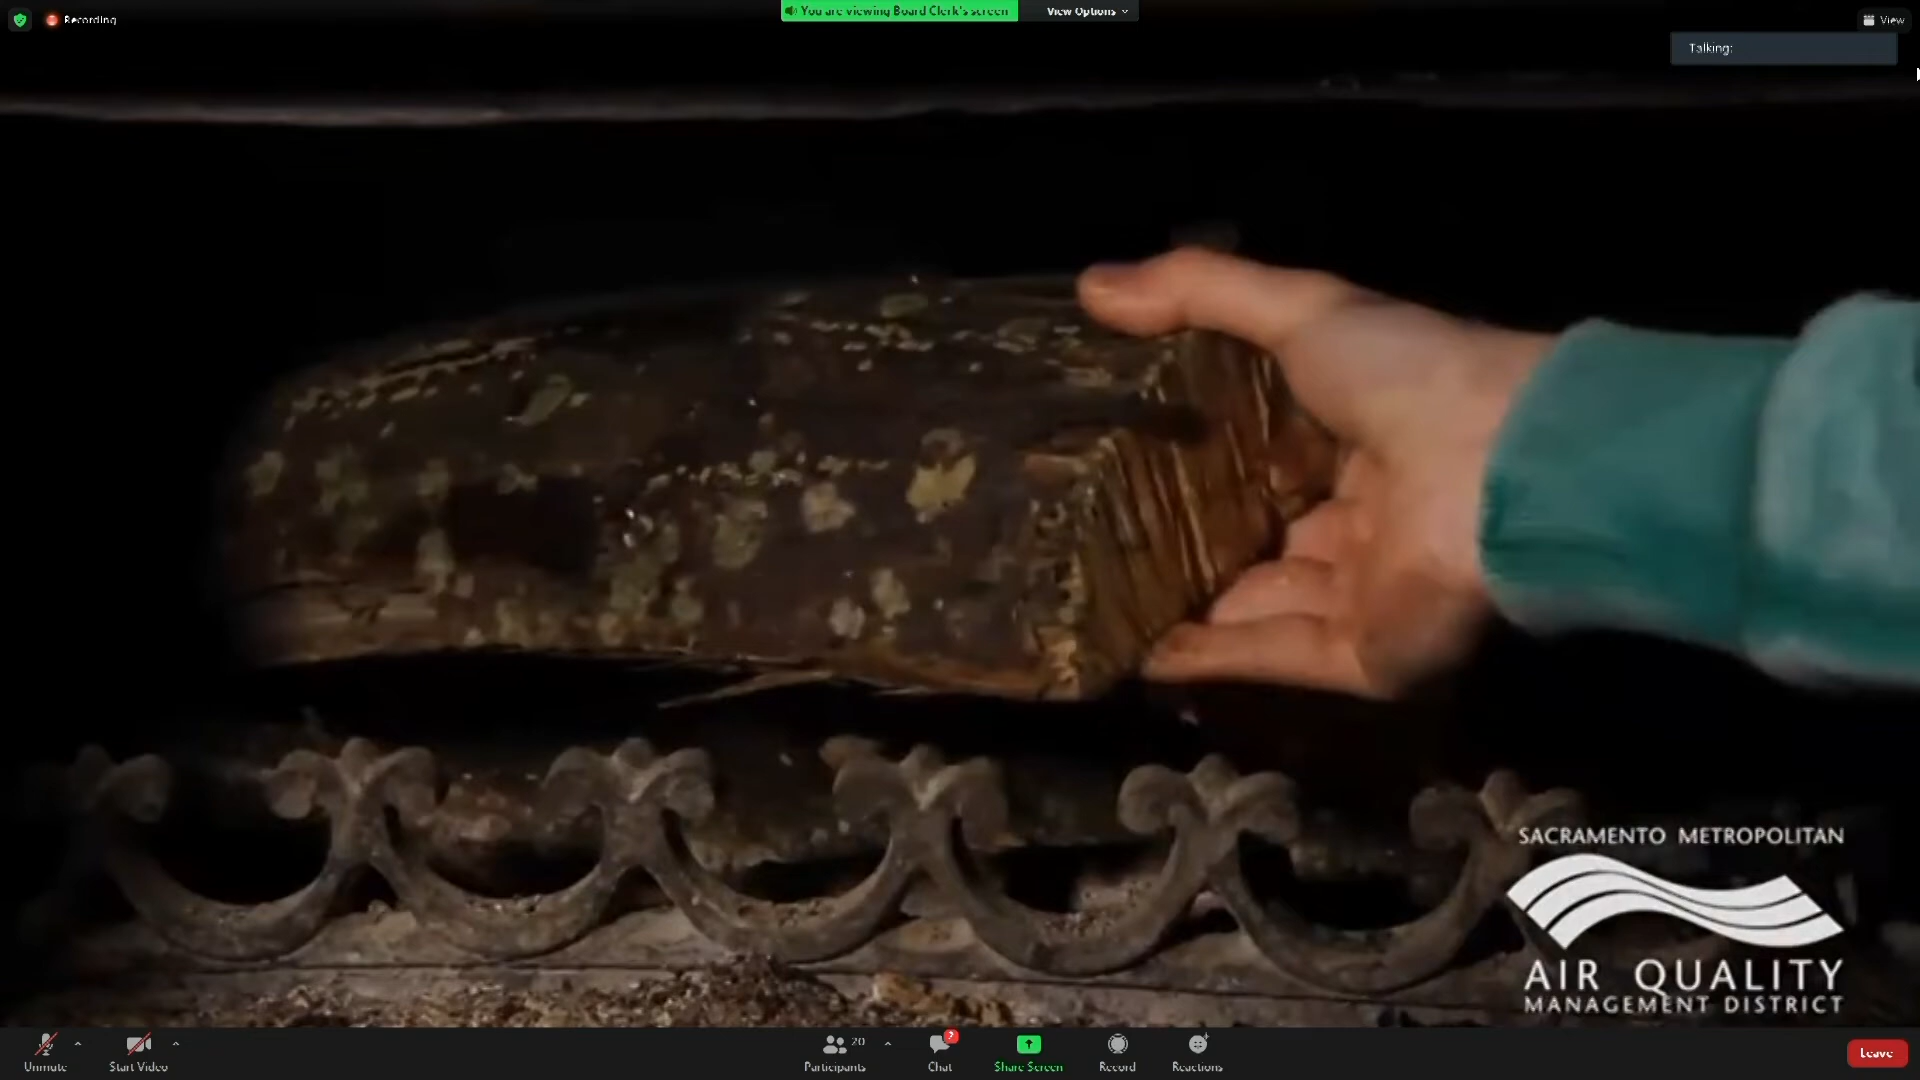 Recording
You are viewing Board Clerk's screen
View Options
View
Talking:
SACRAMENTO METROPOLITAN
AIR QUALITY
MANAGEMENT DISTRICT
Unmute
Start Video
20
Participants
Chat
Share Screen
Record
Reactions
Leave